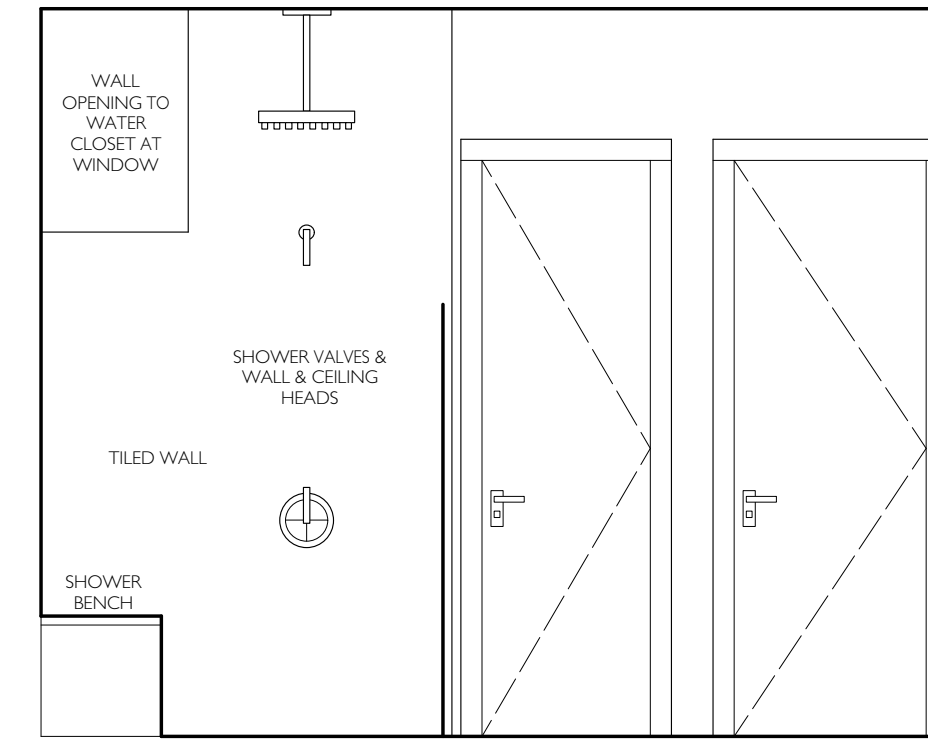 WALL
OPENING TO
WATER
CLOSET AT
WINDOW
SHOWER VALVES &
WALL & CEILING
HEADS
TILED WALL
SHOWER
BENCH